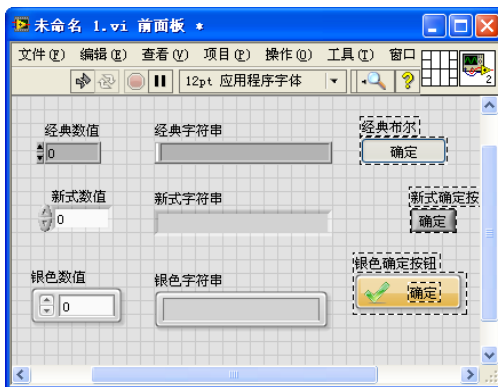 未命名 1.vi 前面板 *
文件(F) 编辑(E) 查看(V) 项目(P) 操作(O) 工具(T) 窗口
12pt 应用程序字体
2
经典数值 经典字符串 经典布尔
0 确定
新式数值 新式字符串 新式确定按
0 确定
银色数值 银色字符串 银色确定按钮
0 确定